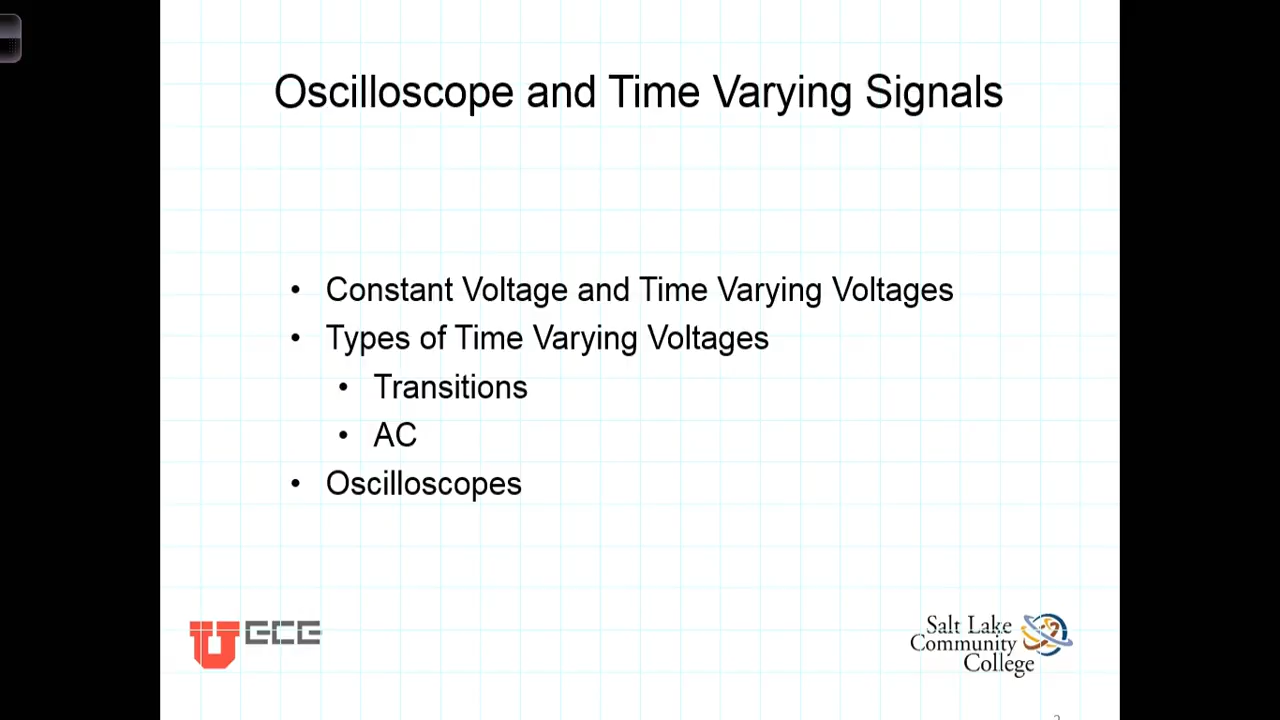 Oscilloscope and Time Varying Signals
• Constant Voltage and Time Varying Voltages
• Types of Time Varying Voltages
• Transitions
• AC
• Oscilloscopes
U ECE
Salt Lake
Community
College